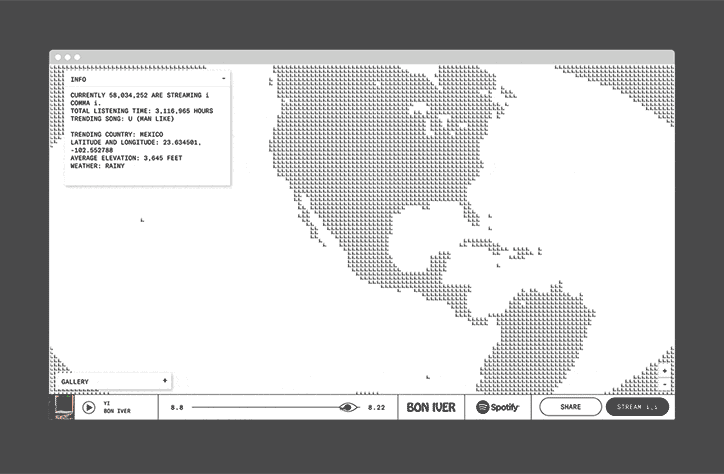 INFO -
CURRENTLY 58,034,252 ARE STREAMING i
COMMA i.
TOTAL LISTENING TIME: 3,116,965 HOURS
TRENDING SONG: U (MAN LIKE)
TRENDING COUNTRY: MEXICO
LATITUDE AND LONGITUDE: 23.634501,
-102.552788
AVERAGE ELEVATION: 3,645 FEET
WEATHER: RAINY
GALLERY +
+
-
YI
BON IVER
8.8
8.22
BON IVER
Spotify
SHARE
STREAM i,i